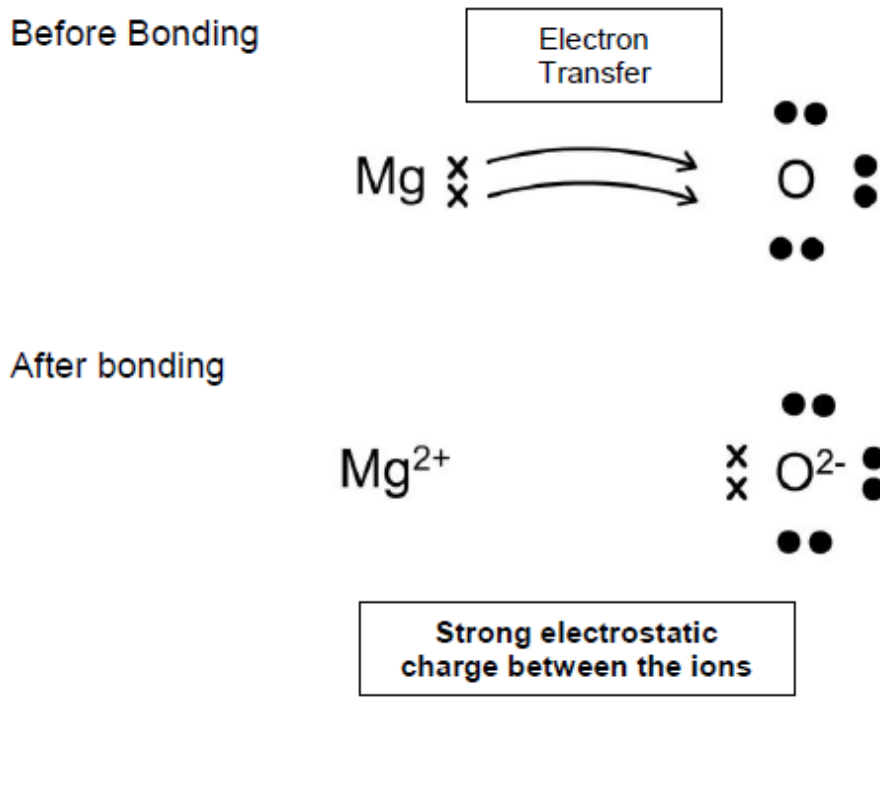 Before Bonding
Electron
Transfer
Mg x
x
O
After bonding
Mg²⁺
x
x O²⁻
Strong electrostatic
charge between the ions